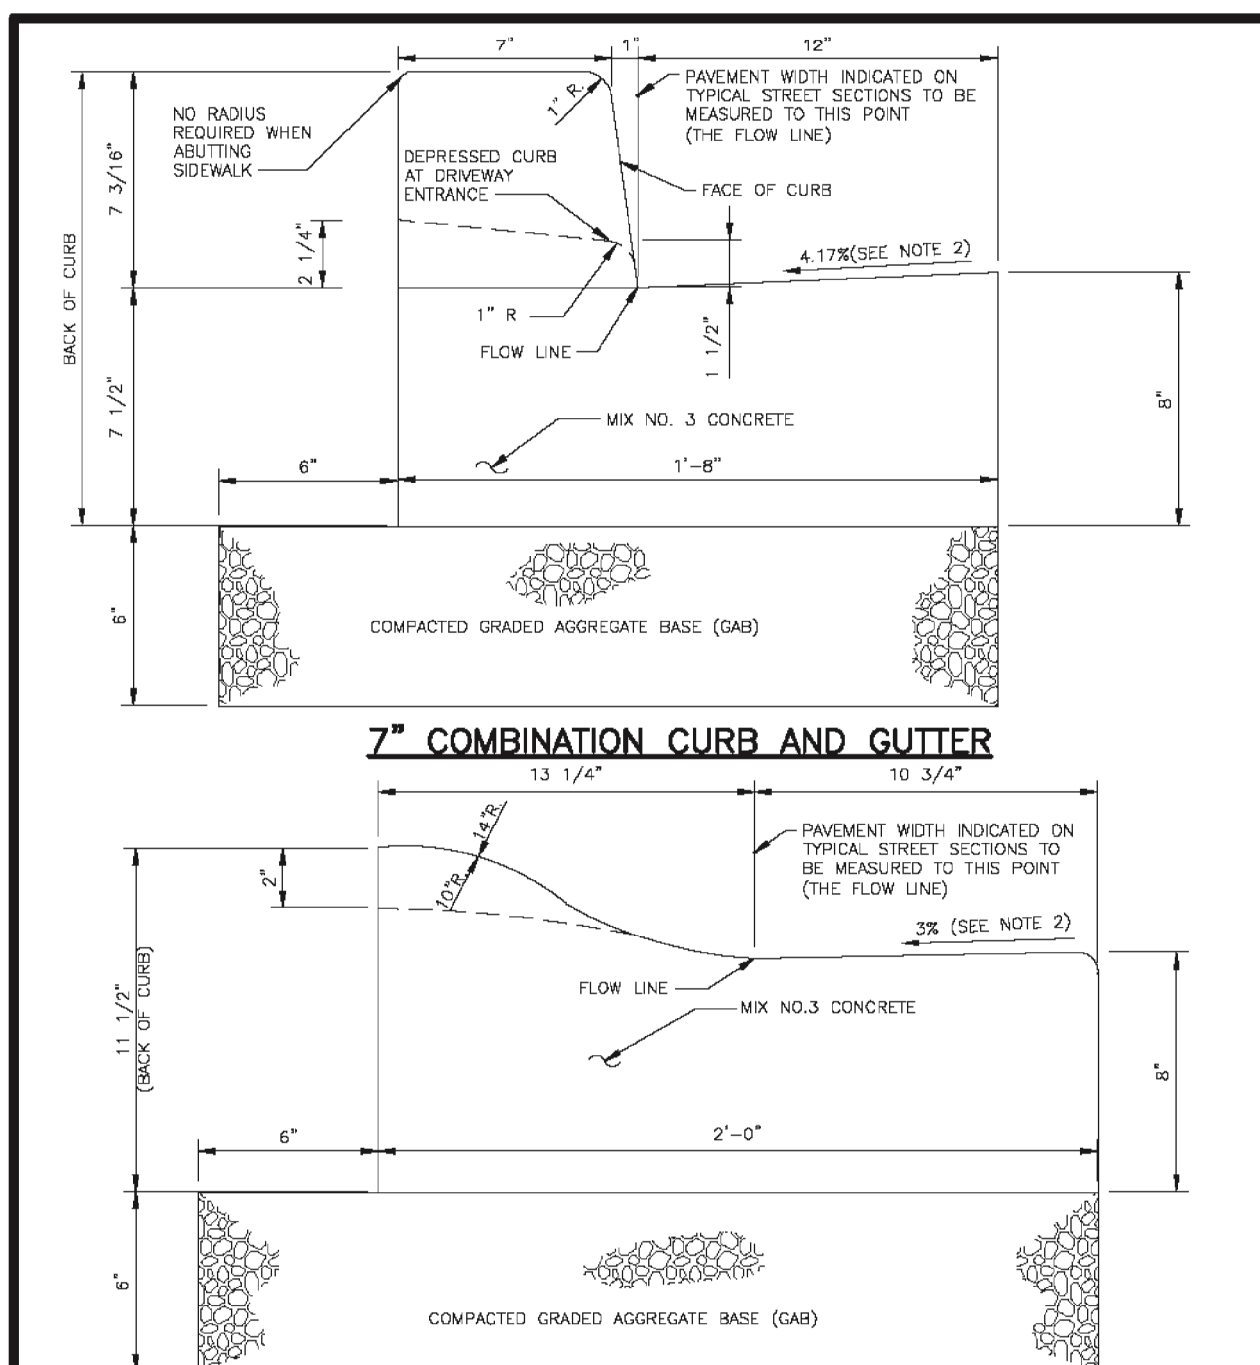 7"
1"
12"
PAVEMENT WIDTH INDICATED ON
TYPICAL STREET SECTIONS TO BE
MEASURED TO THIS POINT
(THE FLOW LINE)
NO RADIUS
REQUIRED WHEN
ABUTTING
SIDEWALK
1" R.
DEPRESSED CURB
AT DRIVEWAY
ENTRANCE
FACE OF CURB
7 3/16"
2 1/4"
BACK OF CURB
4.17%(SEE NOTE 2)
1" R
FLOW LINE
1 1/2"
7 1/2"
8"
MIX NO. 3 CONCRETE
6"
1'-8"
6"
COMPACTED GRADED AGGREGATE BASE (GAB)
7" COMBINATION CURB AND GUTTER
13 1/4"
10 3/4"
14"R.
10"R.
2"
PAVEMENT WIDTH INDICATED ON
TYPICAL STREET SECTIONS TO
BE MEASURED TO THIS POINT
(THE FLOW LINE)
3% (SEE NOTE 2)
FLOW LINE
MIX NO.3 CONCRETE
11 1/2"
(BACK OF CURB)
8"
6"
2'-0"
6"
COMPACTED GRADED AGGREGATE BASE (GAB)